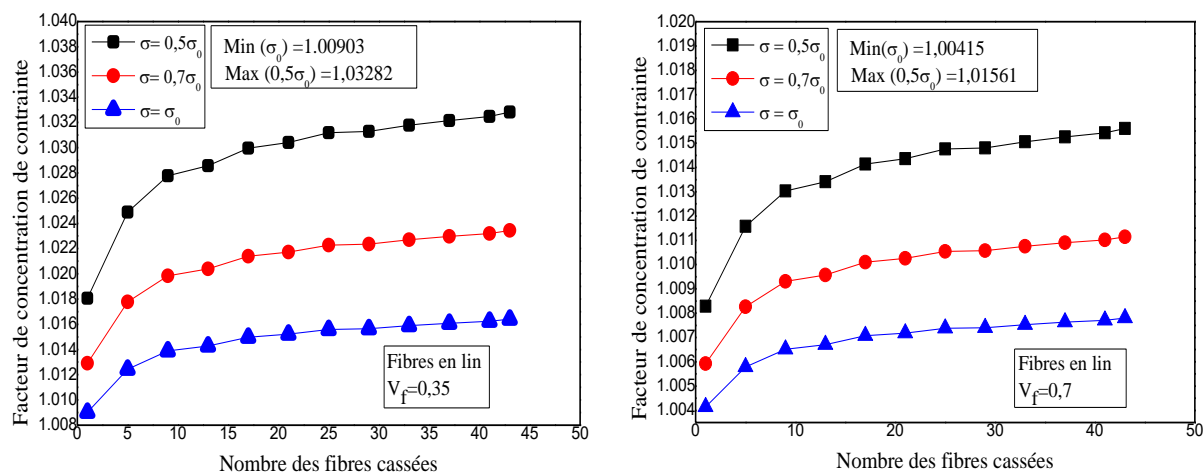 1.040
1.038
1.036
1.034
1.032
1.030
1.028
1.026
1.024
1.022
1.020
1.018
1.016
1.014
1.012
1.010
1.008
Facteur de concentration de contrainte
σ= 0,5σ₀
σ= 0,7σ₀
σ= σ₀
Min (σ₀) =1.00903
Max (0,5σ₀) =1,03282
Fibres en lin
V_f=0,35
0 5 10 15 20 25 30 35 40 45 50
Nombre des fibres cassées
1.020
1.019
1.018
1.017
1.016
1.015
1.014
1.013
1.012
1.011
1.010
1.009
1.008
1.007
1.006
1.005
1.004
Facteur de concentration de contrainte
σ = 0,5σ₀
σ = 0,7σ₀
σ = σ₀
Min(σ₀) =1,00415
Max (0,5σ₀) =1,01561
Fibres en lin
V_f=0,7
0 10 20 30 40 50
Nombre des fibres cassées